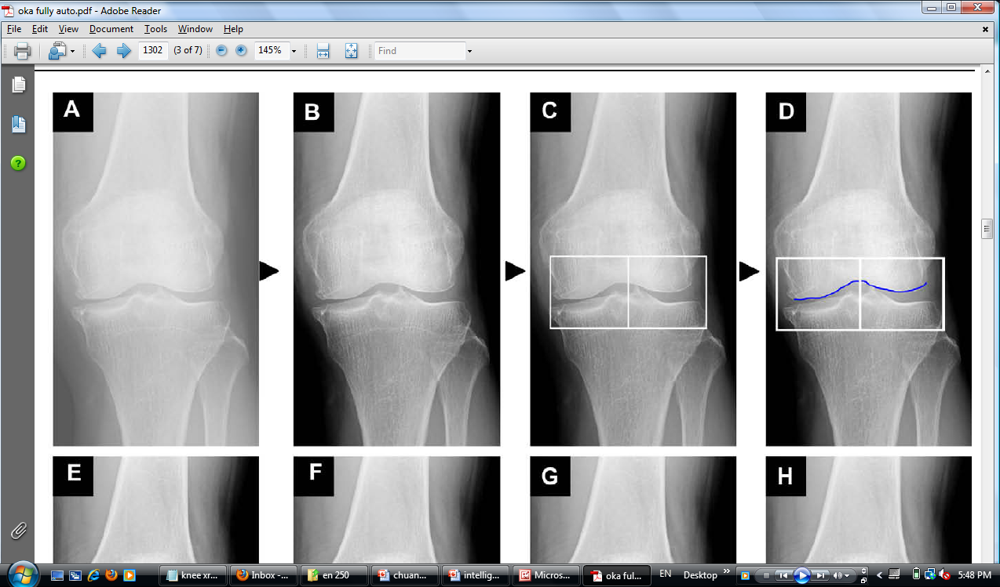 oka fully auto.pdf - Adobe Reader
File Edit View Document Tools Window Help
1302 (3 of 7) 145% Find
A B C D
E F G H
knee xr... Inbox -... en 250 chuan... intellig... Micros... oka ful... EN Desktop » 5:48 PM